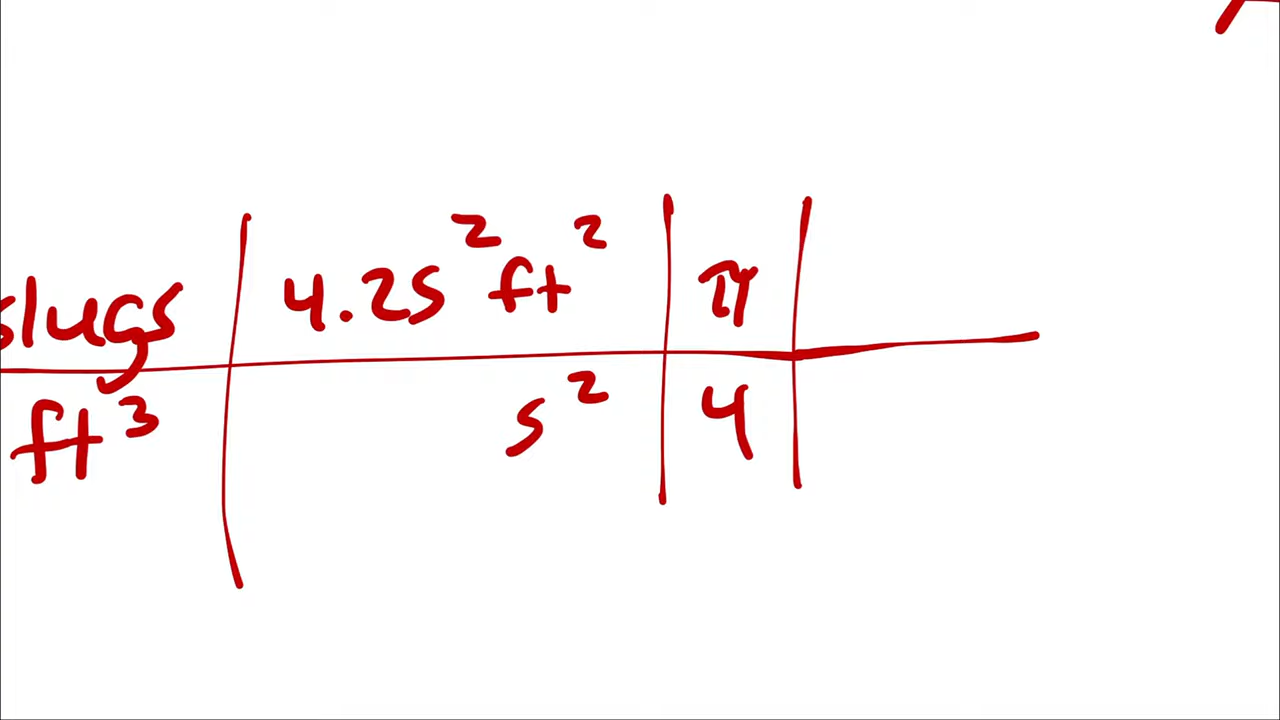 slugs 4.25² ft² π
ft³ s² 4